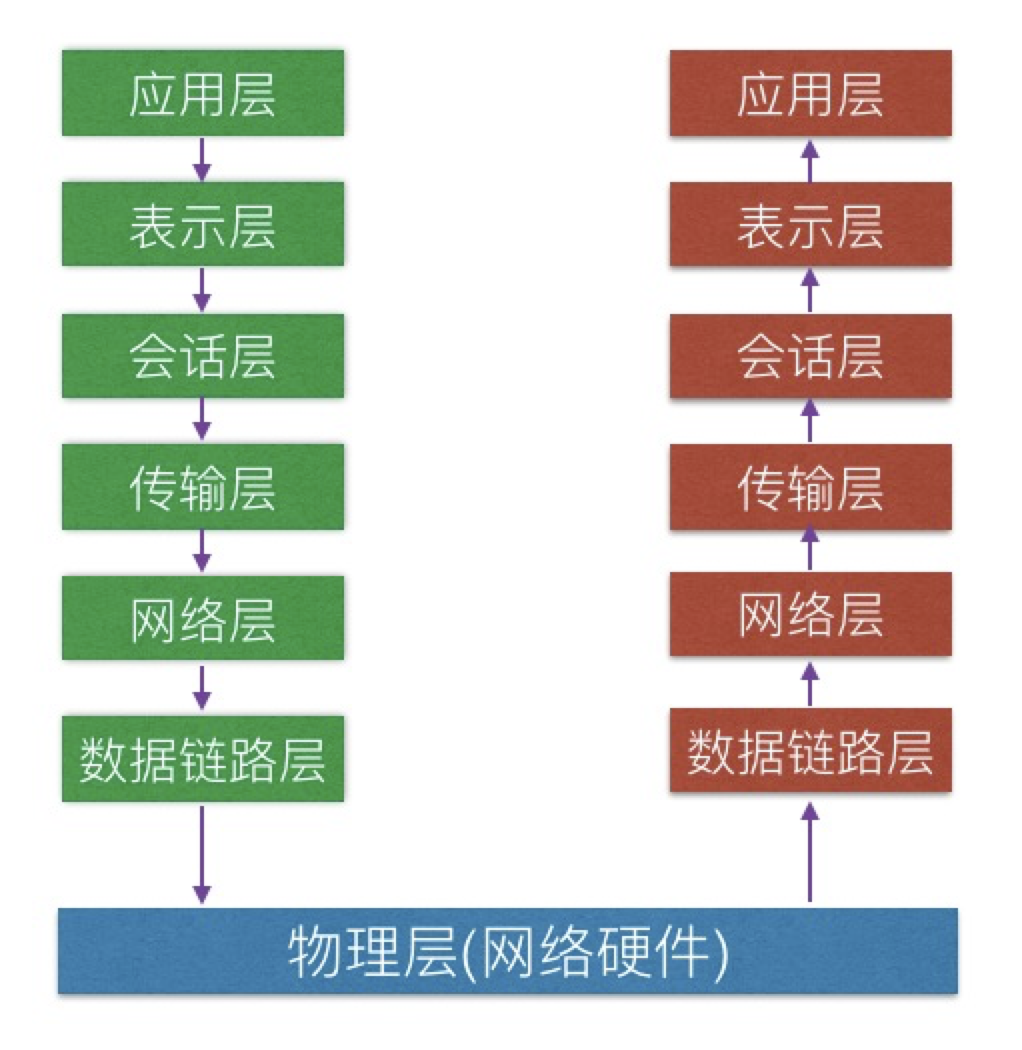 应用层
表示层
会话层
传输层
网络层
数据链路层
应用层
表示层
会话层
传输层
网络层
数据链路层
物理层(网络硬件)